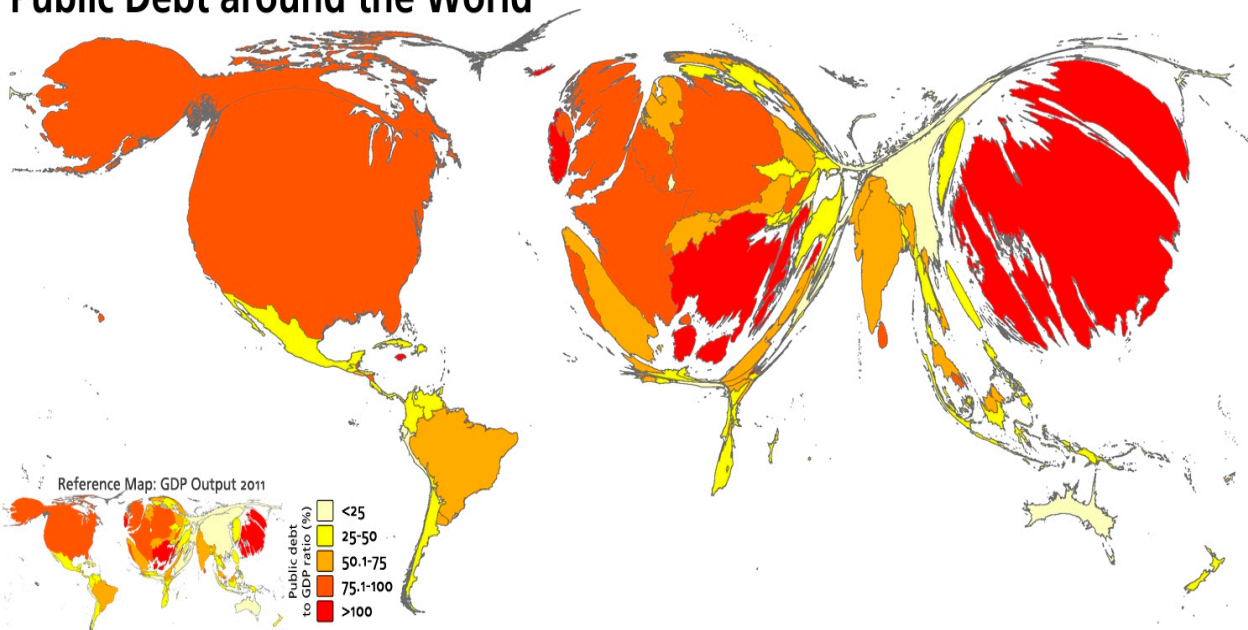 Public Debt around the World
Reference Map: GDP Output 2011
Public debt
to GDP ratio (%)
<25
25-50
50.1-75
75.1-100
>100